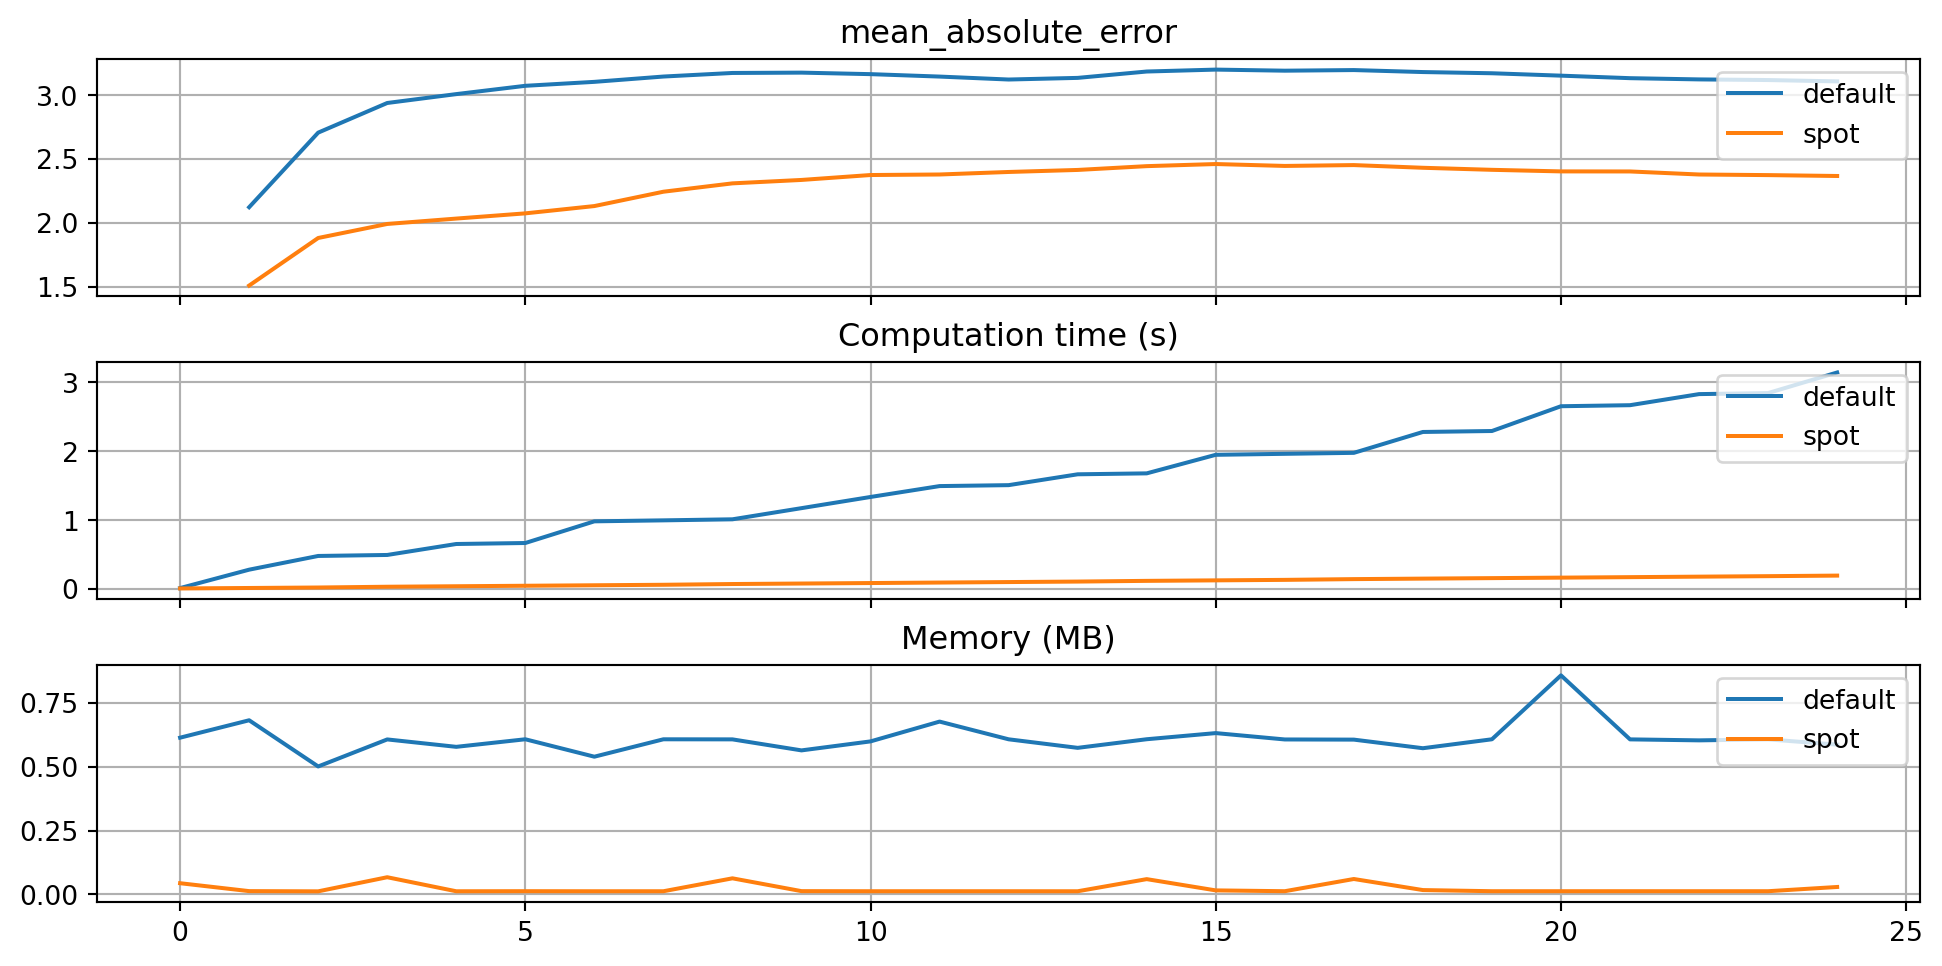 mean_absolute_error
3.0
2.5
2.0
1.5
default
spot
Computation time (s)
3
2
1
0
default
spot
Memory (MB)
0.75
0.50
0.25
0.00
default
spot
0 5 10 15 20 25